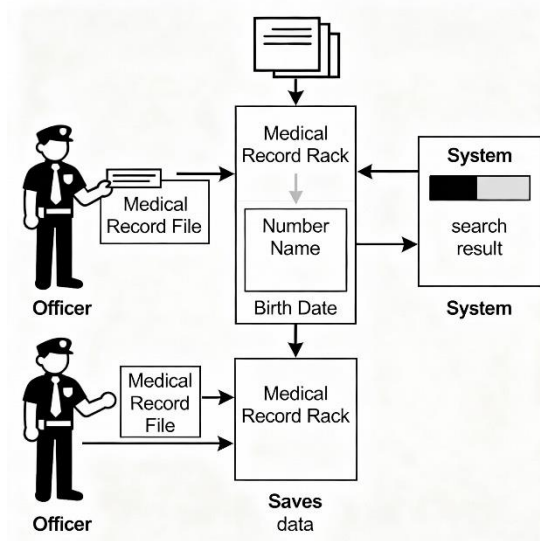 Medical
Record Rack
Medical
Record File
Officer
Number
Name
Birth Date
System
search
result
System
Medical
Record
File
Officer
Medical
Record Rack
Saves
data